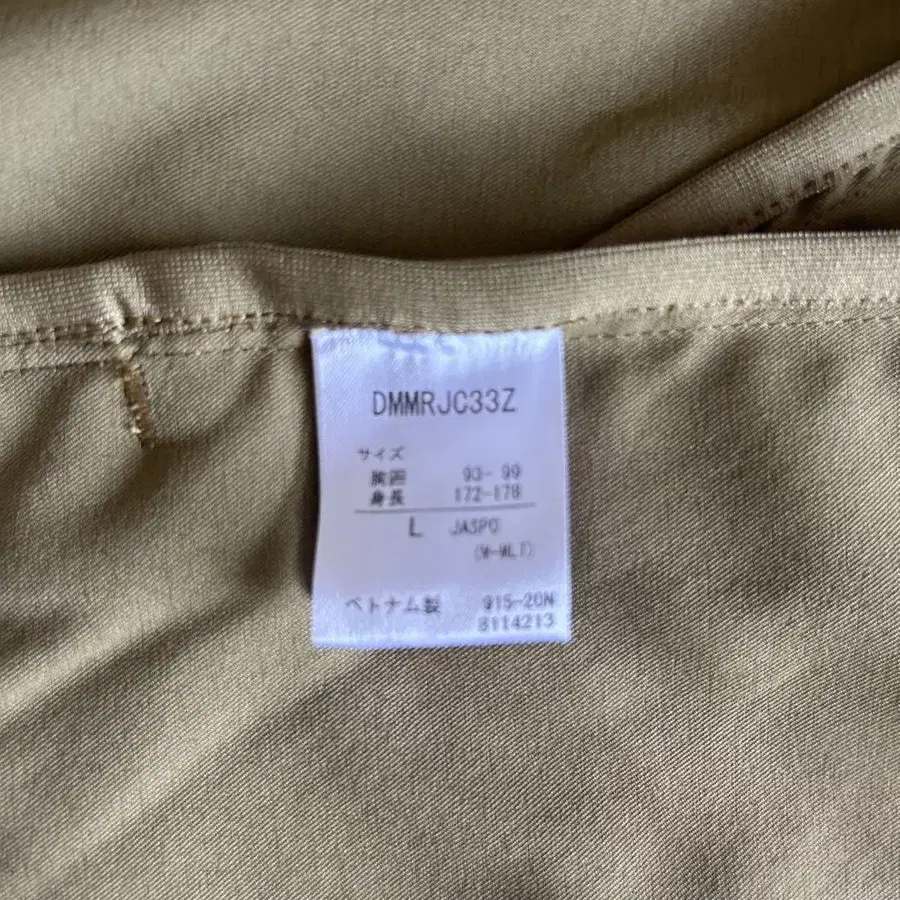 DMMRJC33Z
サイズ
胸囲 93-99
身長 172-178
L JASPO
(M-WLT)
ベトナム製 915-20N
8114213